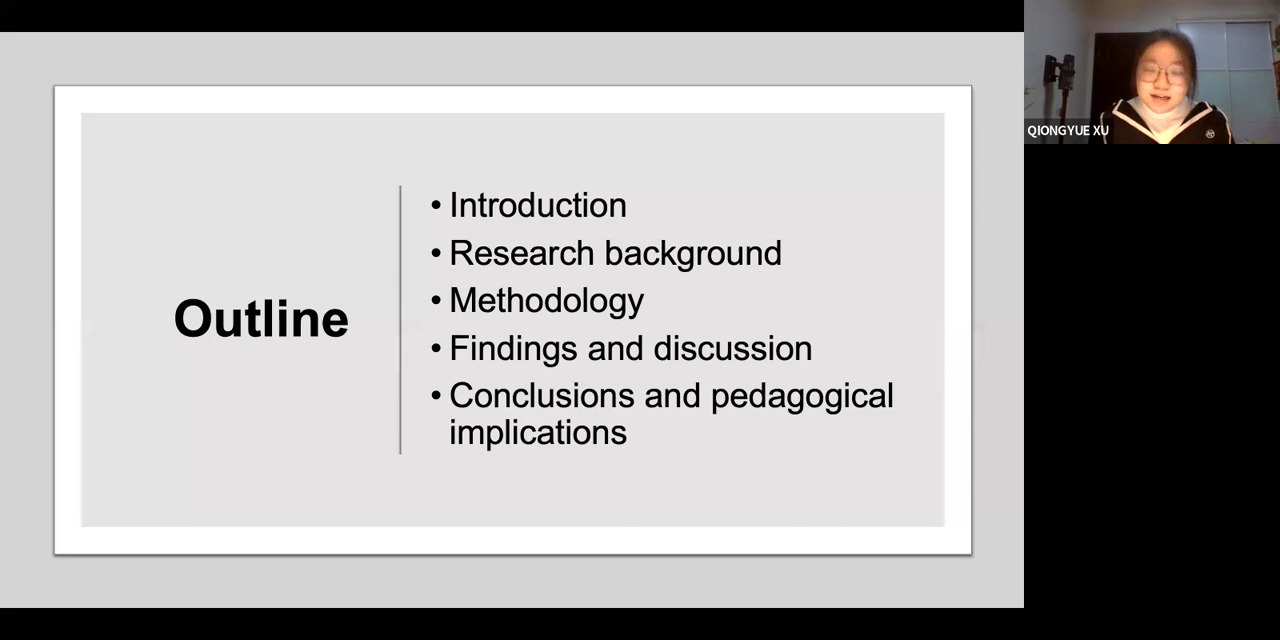 Outline
• Introduction
• Research background
• Methodology
• Findings and discussion
• Conclusions and pedagogical
implications
QIONGYUE XU